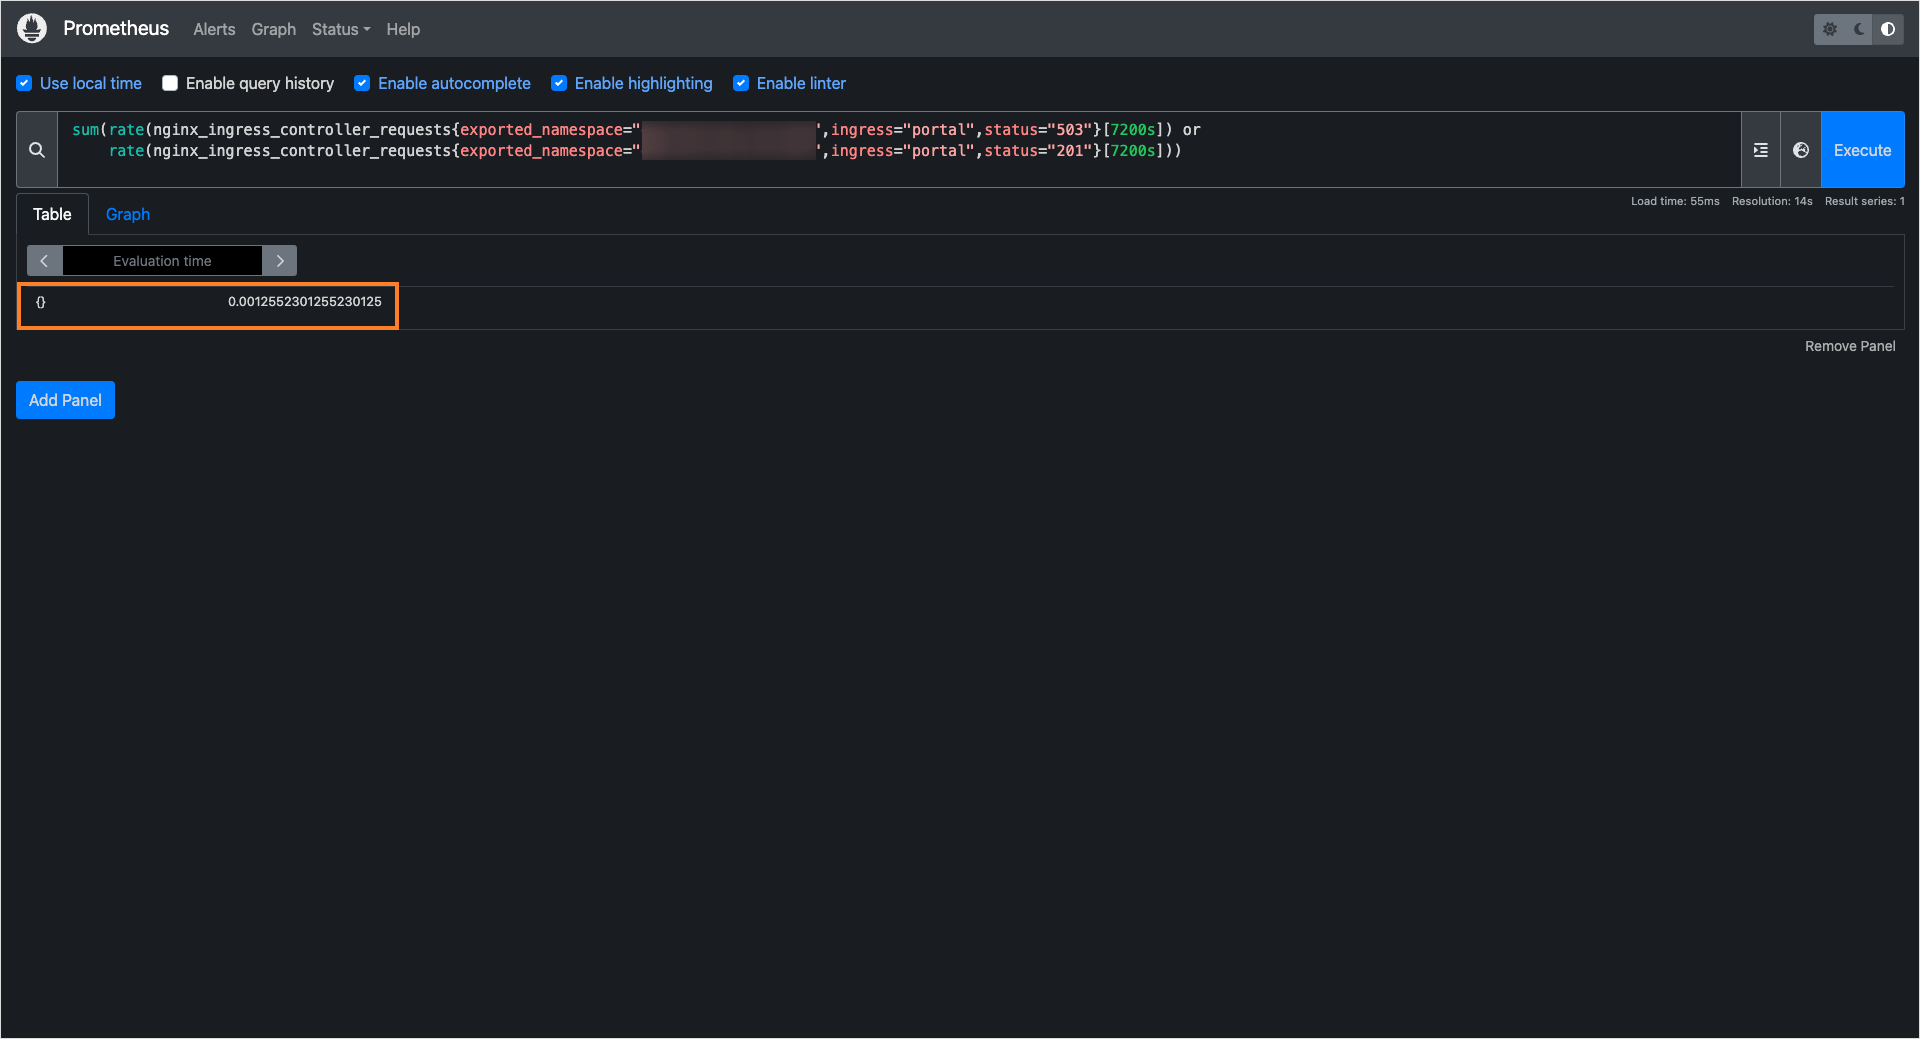 Prometheus Alerts Graph Status Help
Use local time Enable query history Enable autocomplete Enable highlighting Enable linter
sum(rate(nginx_ingress_controller_requests{exported_namespace=" ",ingress="portal",status="503"}[7200s]) or
rate(nginx_ingress_controller_requests{exported_namespace=" ",ingress="portal",status="201"}[7200s]))
Execute
Load time: 55ms Resolution: 14s Result series: 1
Table Graph
Evaluation time
{} 0.0012552301255230125
Remove Panel
Add Panel